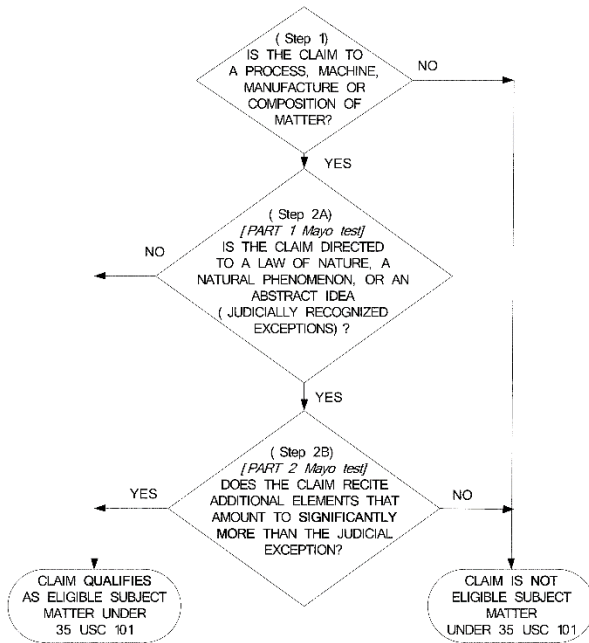 ( Step 1)
IS THE CLAIM TO
A PROCESS, MACHINE,
MANUFACTURE OR
COMPOSITION OF
MATTER?
NO
YES
( Step 2A)
[PART 1 Mayo test]
IS THE CLAIM DIRECTED
TO A LAW OF NATURE, A
NATURAL PHENOMENON, OR AN
ABSTRACT IDEA
( JUDICIALLY RECOGNIZED
EXCEPTIONS) ?
NO
YES
( Step 2B)
[PART 2 Mayo test]
DOES THE CLAIM RECITE
ADDITIONAL ELEMENTS THAT
AMOUNT TO SIGNIFICANTLY
MORE THAN THE JUDICIAL
EXCEPTION?
YES
NO
CLAIM QUALIFIES
AS ELIGIBLE SUBJECT
MATTER UNDER
35 USC 101
CLAIM IS NOT
ELIGIBLE SUBJECT
MATTER
UNDER 35 USC 101